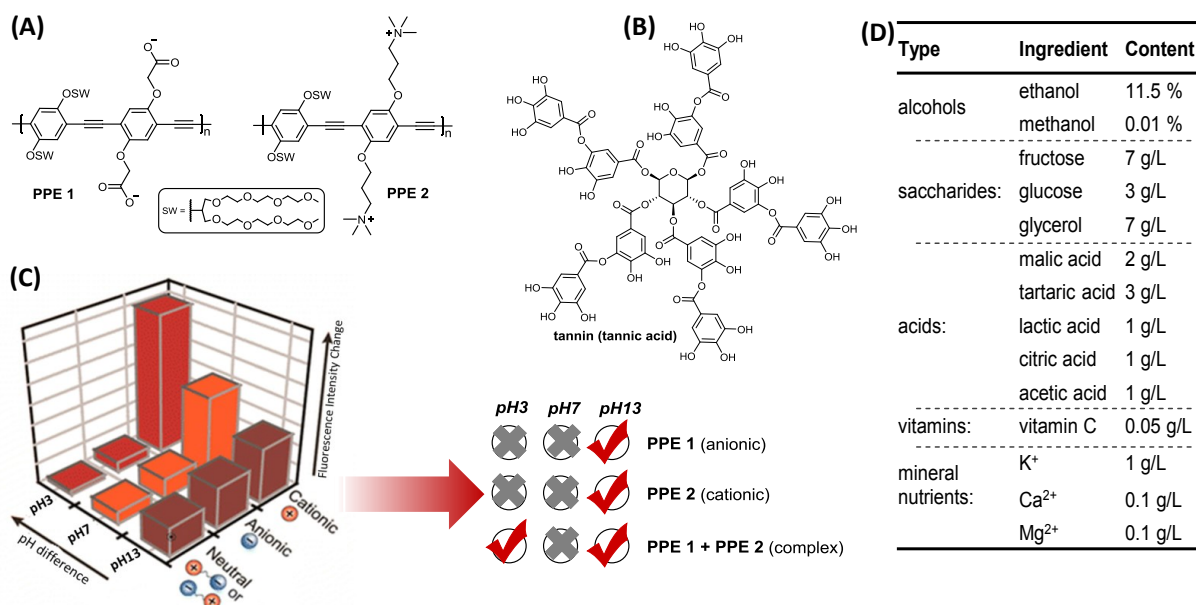 (A)
OSW
OSW
O
O⁻
O
O
O
O⁻
n
PPE 1
OSW
OSW
N⁺
O
O
N⁺
n
PPE 2
SW =
O O O O
O O O O
(B)
tannin (tannic acid)
(C)
Fluorescence Intensity Change
pH3
pH7
pH13
pH difference
Cationic
Anionic
Neutral
or
pH3 pH7 pH13
PPE 1 (anionic)
PPE 2 (cationic)
PPE 1 + PPE 2 (complex)
(D)
Type Ingredient Content
alcohols ethanol 11.5 %
methanol 0.01 %
saccharides: fructose 7 g/L
glucose 3 g/L
glycerol 7 g/L
acids: malic acid 2 g/L
tartaric acid 3 g/L
lactic acid 1 g/L
citric acid 1 g/L
acetic acid 1 g/L
vitamins: vitamin C 0.05 g/L
mineral nutrients: K⁺ 1 g/L
Ca²⁺ 0.1 g/L
Mg²⁺ 0.1 g/L